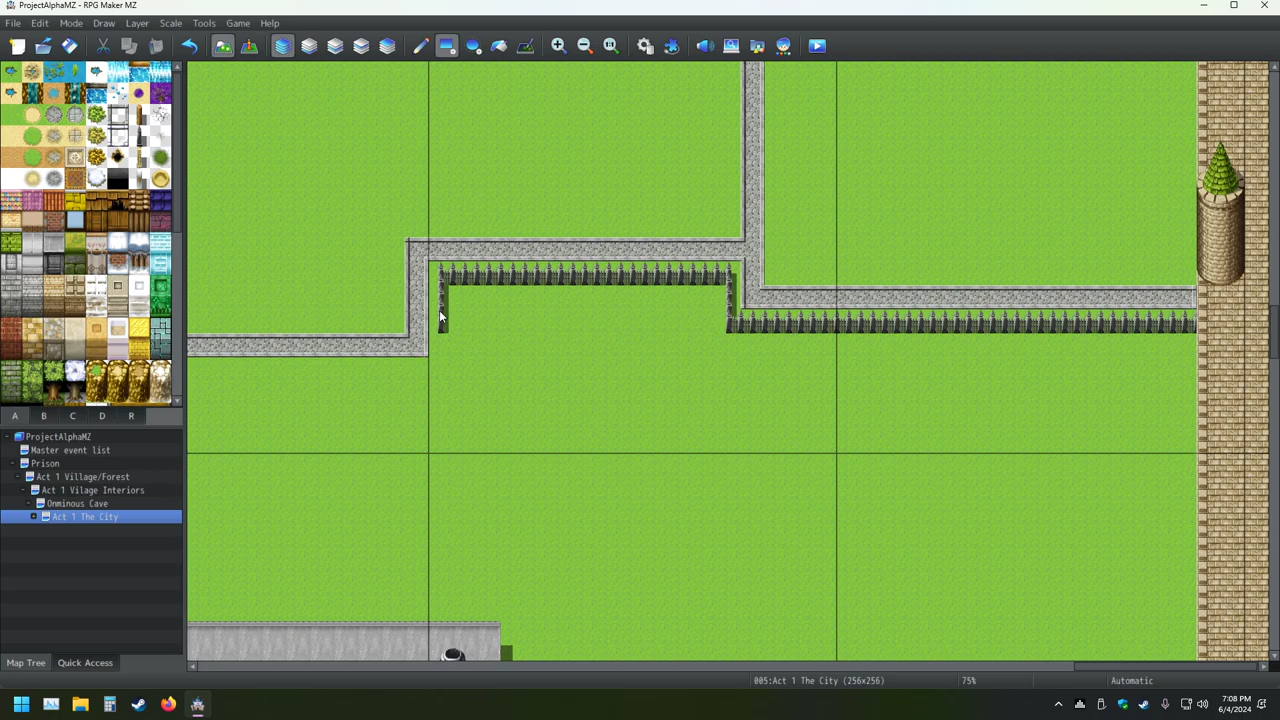 ProjectAlphaMZ - RPG Maker MZ
File Edit Mode Draw Layer Scale Tools Game Help
A B C D R
ProjectAlphaMZ
Master event list
Prison
Act 1 Village/Forest
Act 1 Vilage Interiors
Onminous Cave
Act 1 The City
Map Tree Quick Access
005:Act 1 The City (256x256) 75% Automatic
7:08 PM
6/4/2024